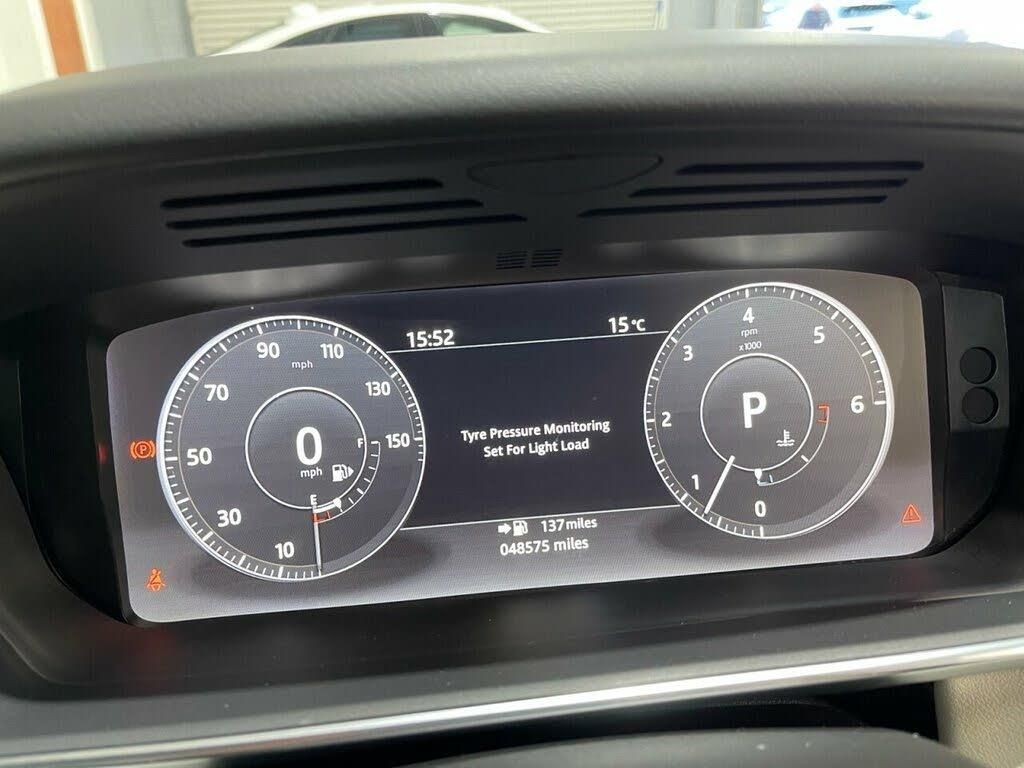 15:52
15°C
90
110
mph
70
130
50
150
30
10
0
mph
F
E
Tyre Pressure Monitoring
Set For Light Load
4
rpm
x1000
3
5
2
6
1
0
P
137 miles
048575 miles
(P)